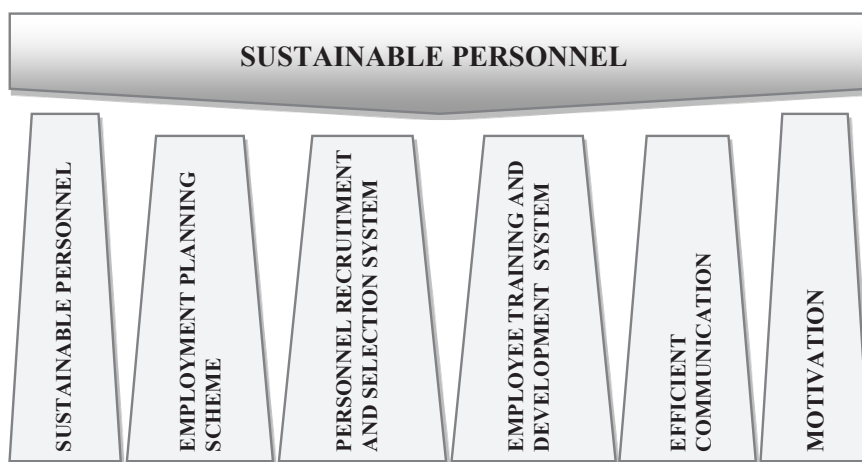 SUSTAINABLE PERSONNEL
SUSTAINABLE PERSONNEL
EMPLOYMENT PLANNING
SCHEME
PERSONNEL RECRUITMENT
AND SELECTION SYSTEM
EMPLOYEE TRAINING AND
DEVELOPMENT SYSTEM
EFFICIENT
COMMUNICATION
MOTIVATION